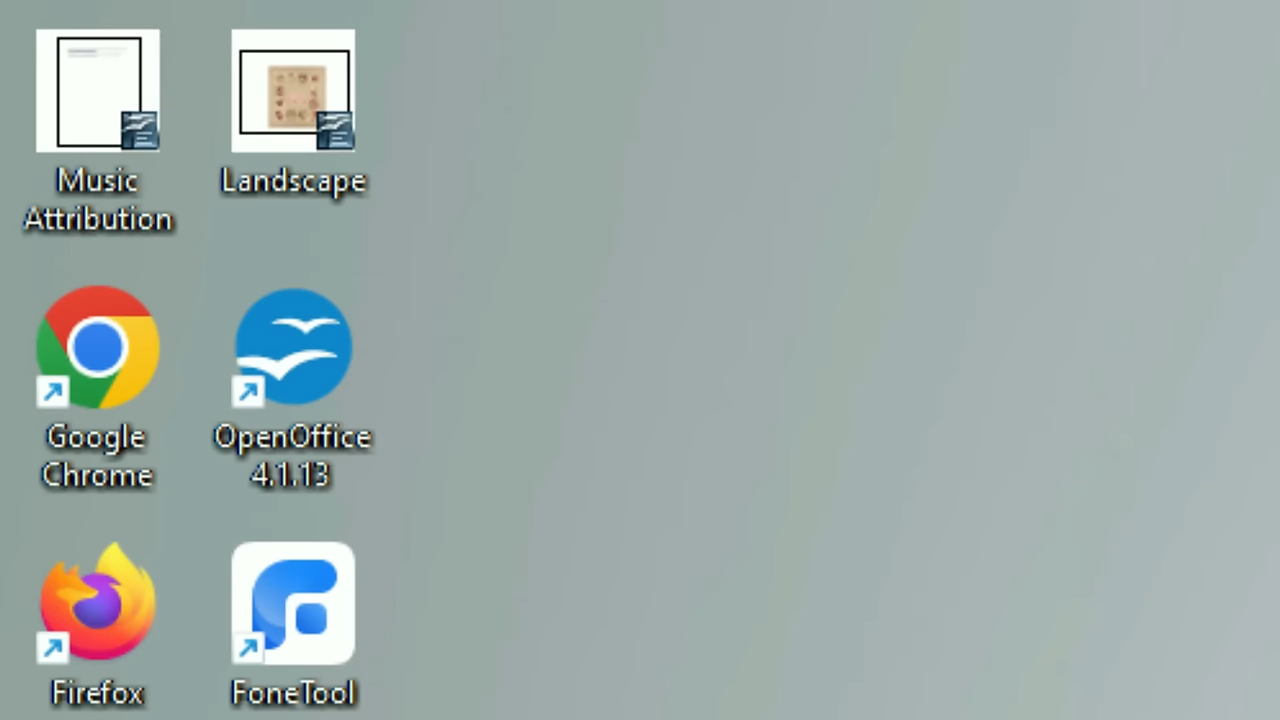 Music
Attribution
Landscape
Google
Chrome
OpenOffice
4.1.13
Firefox
FoneTool